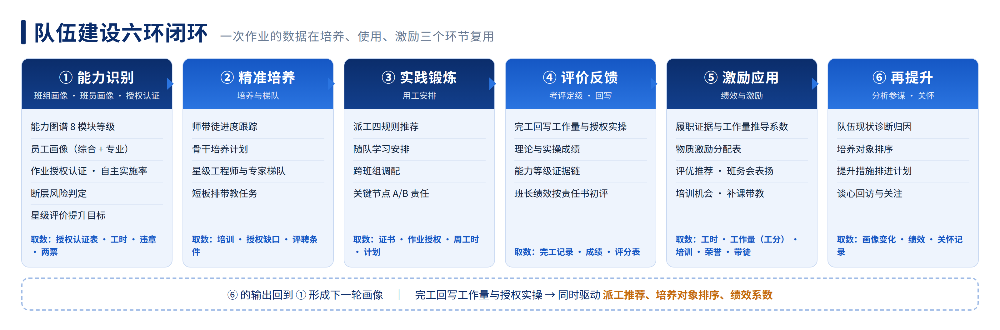 队伍建设六环闭环
一次作业的数据在培养、使用、激励三个环节复用
① 能力识别
班组画像 · 班员画像 · 授权认证
能力图谱 8 模块等级
员工画像（综合 + 专业）
作业授权认证 · 自主实施率
断层风险判定
星级评价提升目标
取数：授权认证表 · 工时 · 违章
· 两票
② 精准培养
培养与梯队
师带徒进度跟踪
骨干培养计划
星级工程师与专家梯队
短板排带教任务
取数：培训 · 授权缺口 · 评聘条
件
③ 实践锻炼
用工安排
派工四规则推荐
随队学习安排
跨班组调配
关键节点 A/B 责任
取数：证书 · 作业授权 · 周工时
· 计划
④ 评价反馈
考评定级 · 回写
完工回写工作量与授权实操
理论与实操成绩
能力等级证据链
班长绩效按责任书初评
取数：完工记录 · 成绩 · 评分表
⑤ 激励应用
绩效与激励
履职证据与工作量推导系数
物质激励分配表
评优推荐 · 班务会表扬
培训机会 · 补课带教
取数：工时 · 工作量（工分） ·
培训 · 荣誉 · 带徒
⑥ 再提升
分析参谋 · 关怀
队伍现状诊断归因
培养对象排序
提升措施排进计划
谈心回访与关注
取数：画像变化 · 绩效 · 关怀记
录
⑥ 的输出回到 ① 形成下一轮画像 ｜ 完工回写工作量与授权实操 → 同时驱动 派工推荐、培养对象排序、绩效系数